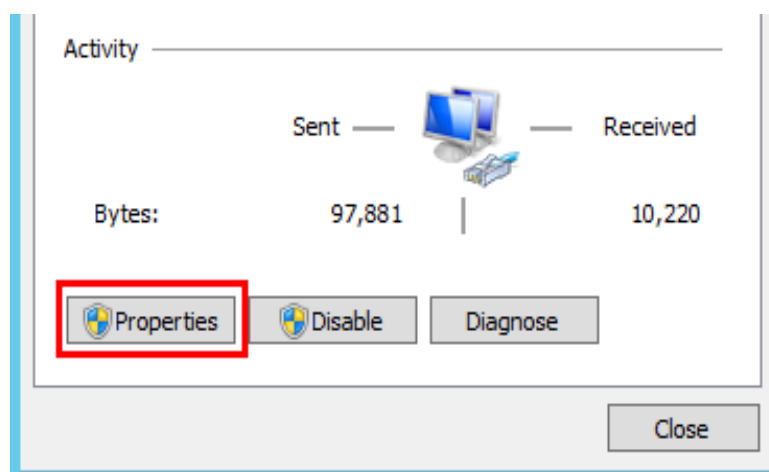 Activity
Sent Received
Bytes: 97,881 10,220
Properties Disable Diagnose
Close